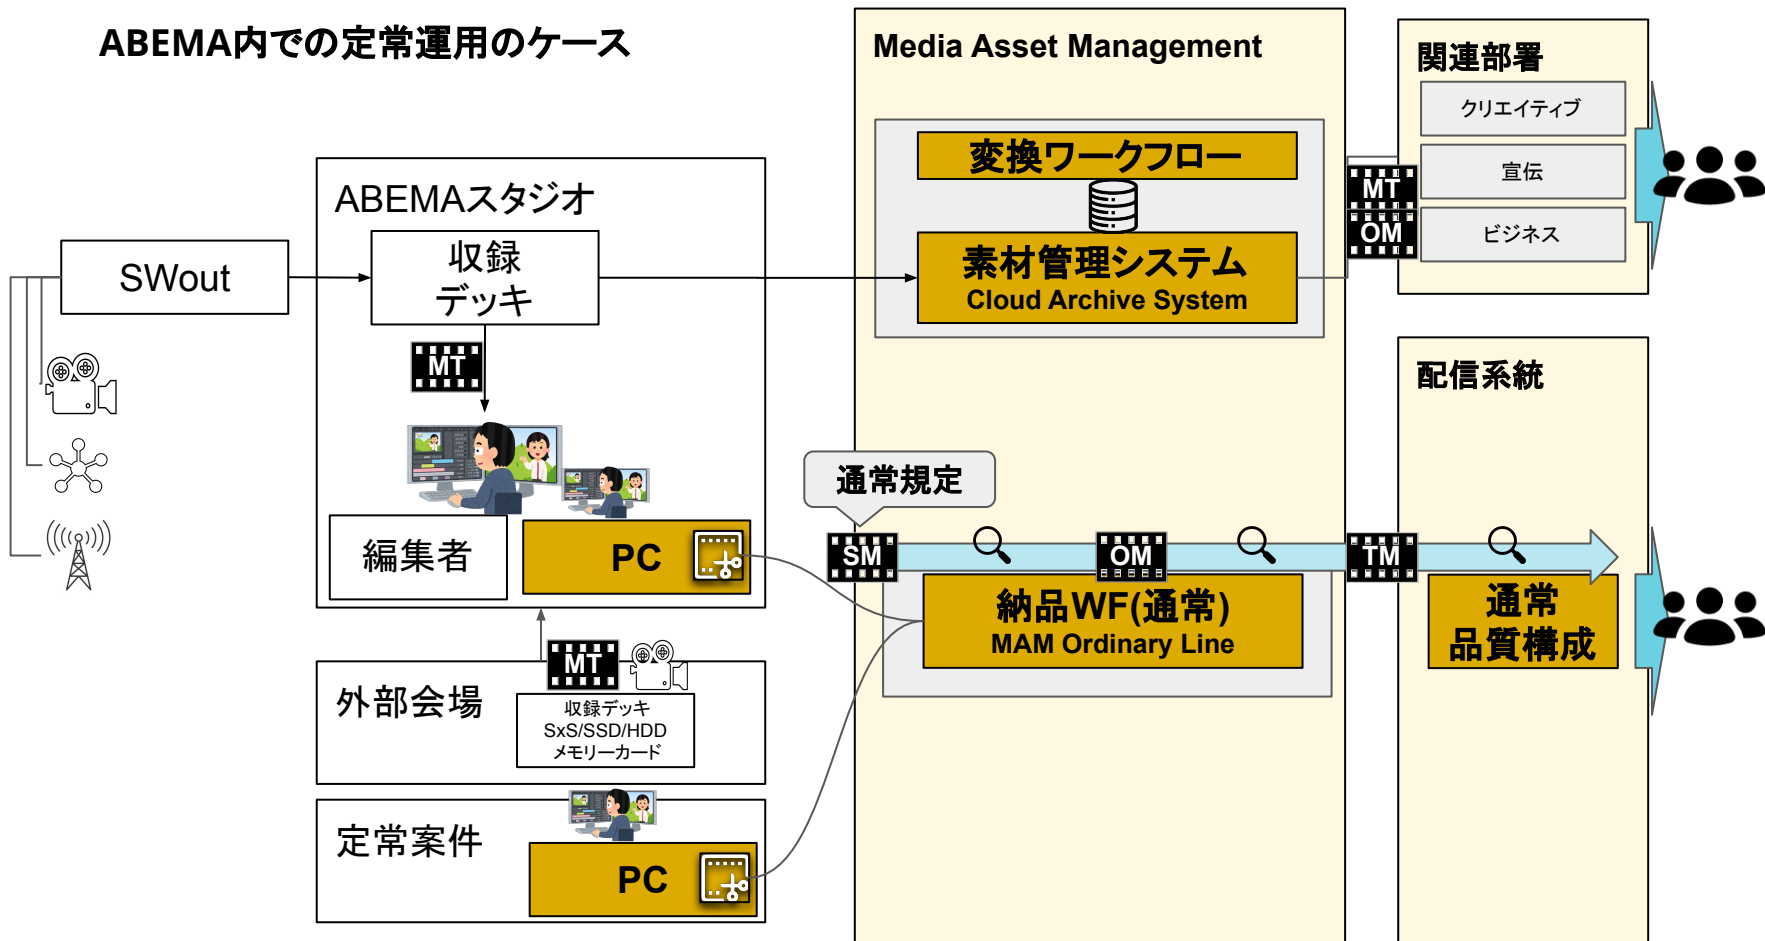 ABEMA内での定常運用のケース
SWout
ABEMAスタジオ
収録
デッキ
MT
編集者
PC
外部会場
MT
収録デッキ
SxS/SSD/HDD
メモリーカード
定常案件
PC
Media Asset Management
変換ワークフロー
素材管理システム
Cloud Archive System
通常規定
SM
OM
TM
納品WF(通常)
MAM Ordinary Line
MT
OM
関連部署
クリエイティブ
宣伝
ビジネス
配信系統
通常
品質構成